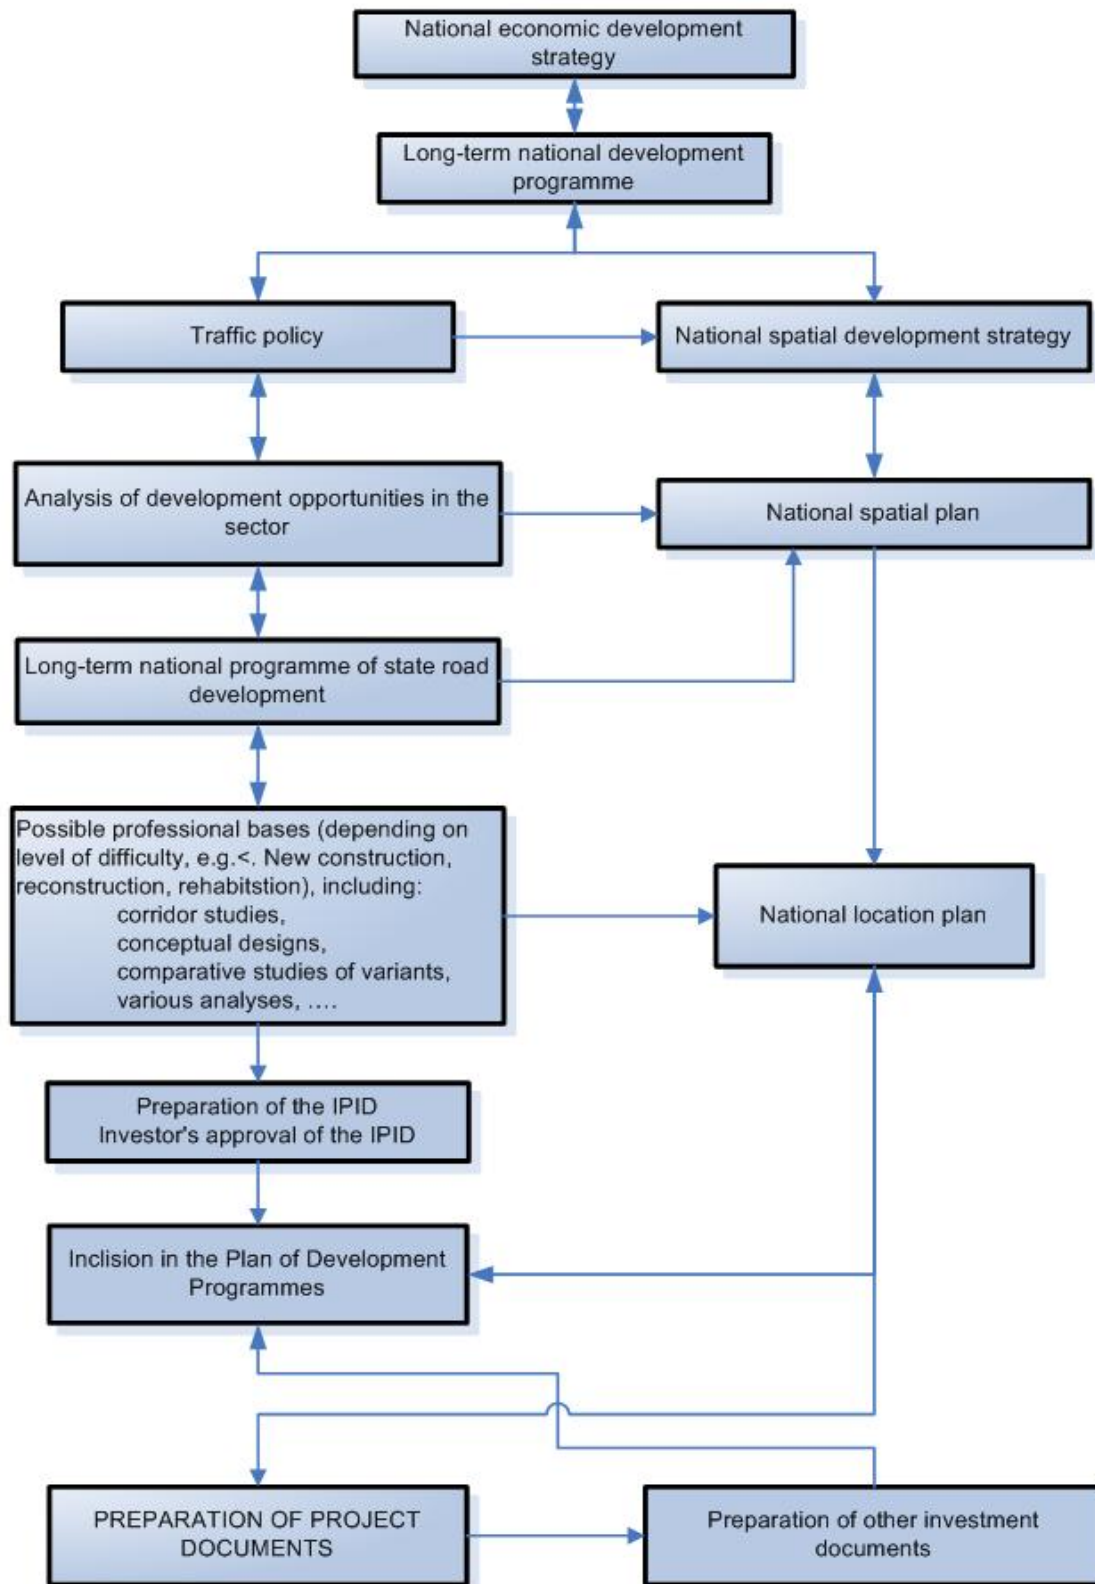 National economic development
strategy
Long-term national development
programme
Traffic policy
National spatial development strategy
Analysis of development opportunities in the
sector
National spatial plan
Long-term national programme of state road
development
Possible professional bases (depending on
level of difficulty, e.g.<. New construction,
reconstruction, rehabitstion), including:
corridor studies,
conceptual designs,
comparative studies of variants,
various analyses, ….
National location plan
Preparation of the IPID
Investor's approval of the IPID
Inclision in the Plan of Development
Programmes
PREPARATION OF PROJECT
DOCUMENTS
Preparation of other investment
documents